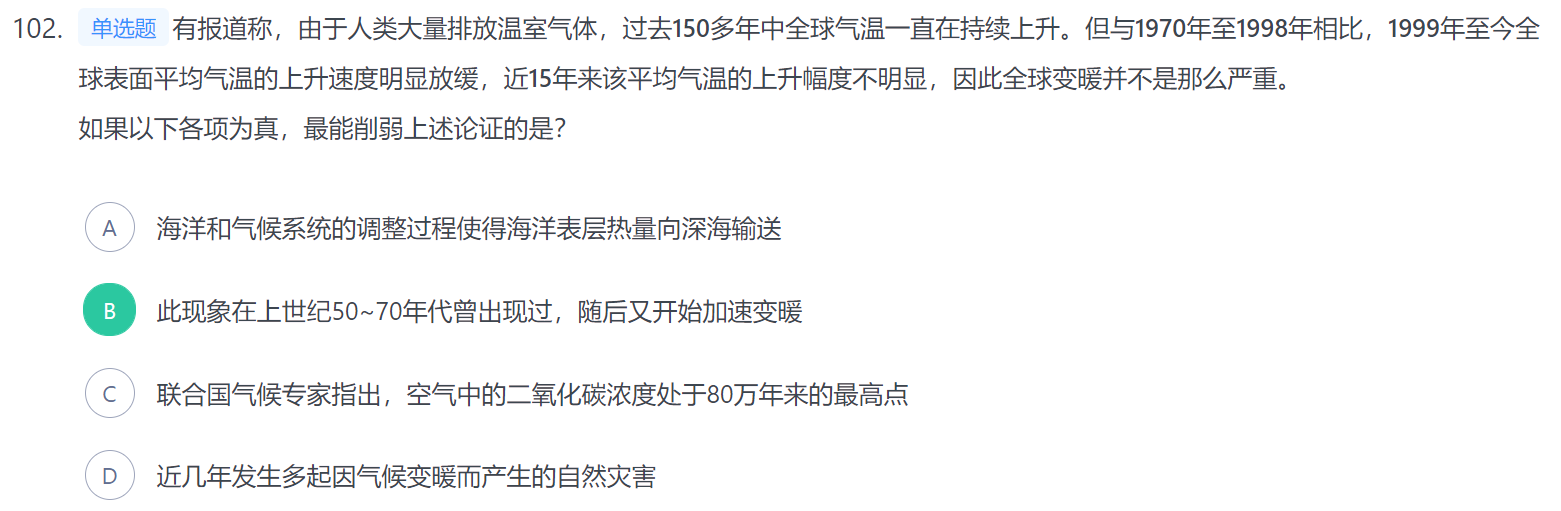 102. 单选题 有报道称，由于人类大量排放温室气体，过去150多年中全球气温一直在持续上升。但与1970年至1998年相比，1999年至今全
球表面平均气温的上升速度明显放缓，近15年来该平均气温的上升幅度不明显，因此全球变暖并不是那么严重。
如果以下各项为真，最能削弱上述论证的是？
A 海洋和气候系统的调整过程使得海洋表层热量向深海输送
B 此现象在上世纪50~70年代曾出现过，随后又开始加速变暖
C 联合国气候专家指出，空气中的二氧化碳浓度处于80万年来的最高点
D 近几年发生多起因气候变暖而产生的自然灾害